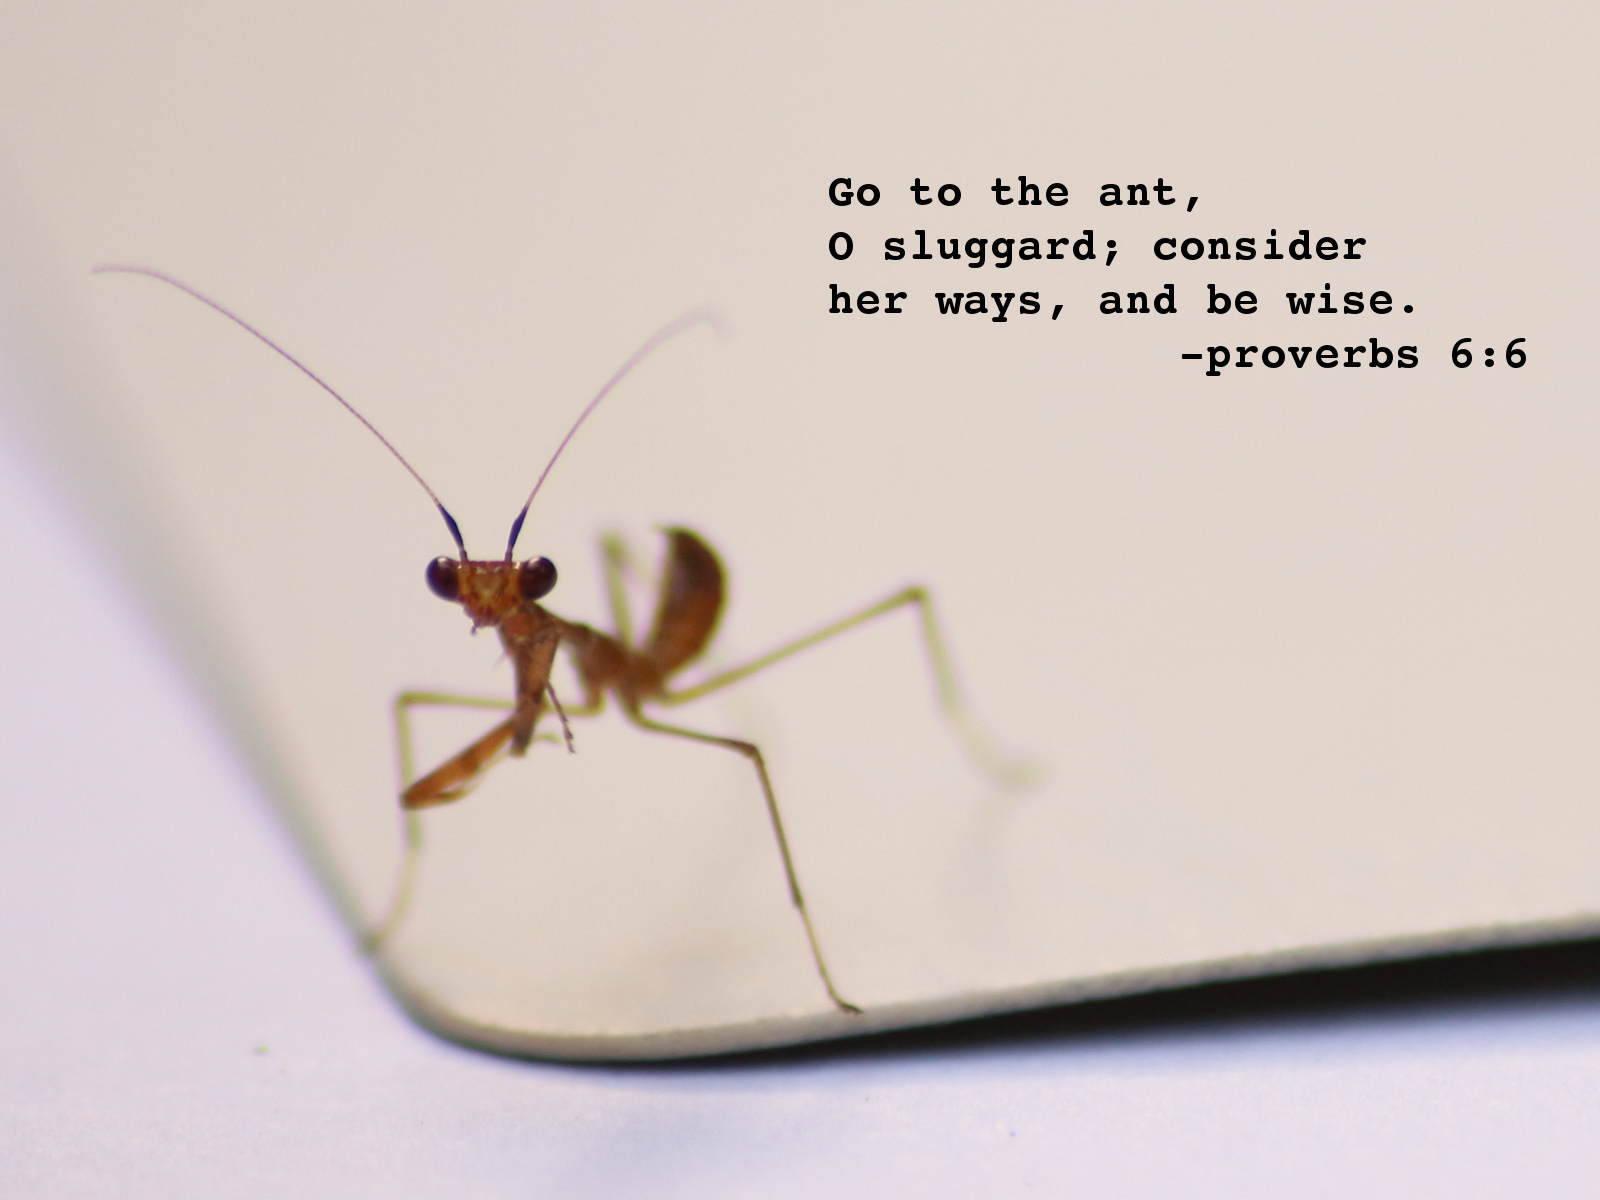 Go to the ant,
O sluggard; consider
her ways, and be wise.
-proverbs 6:6